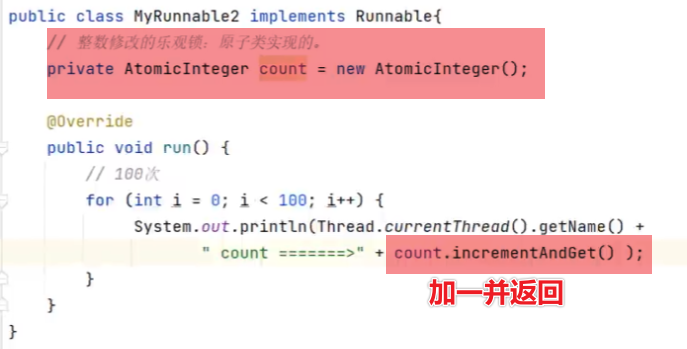 public class MyRunnable2 implements Runnable{
// 整数修改的乐观锁：原子类实现的。
private AtomicInteger count = new AtomicInteger();
@Override
public void run() {
// 100次
for (int i = 0; i < 100; i++) {
System.out.println(Thread.currentThread().getName() +
" count =======>" + count.incrementAndGet() );
加一并返回
}
}
}